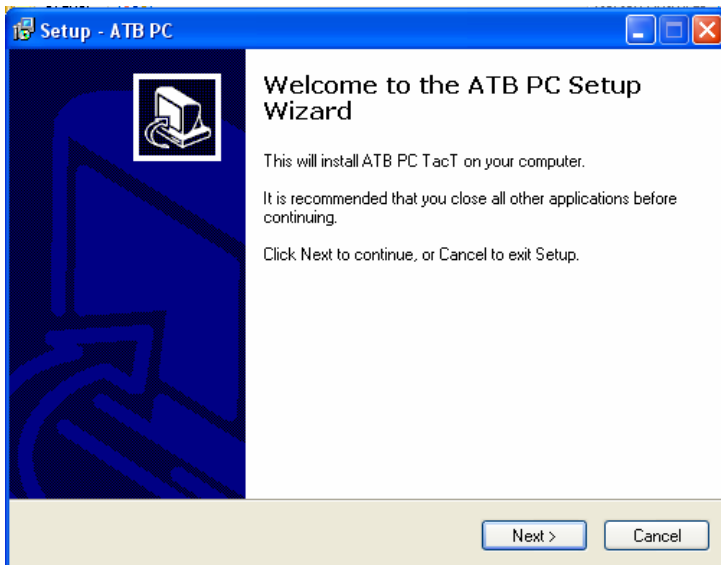 Setup - ATB PC
Welcome to the ATB PC Setup
Wizard
This will install ATB PC TacT on your computer.
It is recommended that you close all other applications before
continuing.
Click Next to continue, or Cancel to exit Setup.
Next >
Cancel